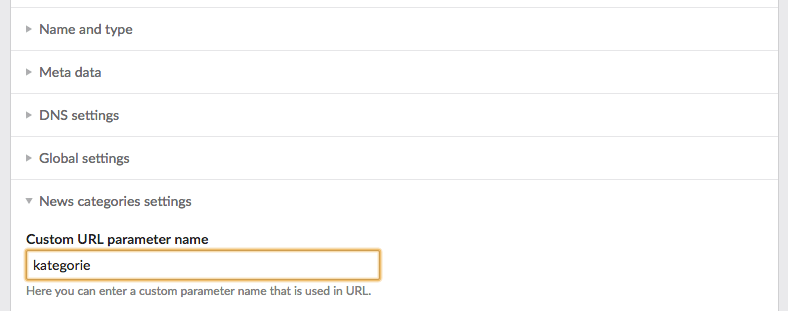 Name and type
Meta data
DNS settings
Global settings
News categories settings
Custom URL parameter name
kategorie
Here you can enter a custom parameter name that is used in URL.